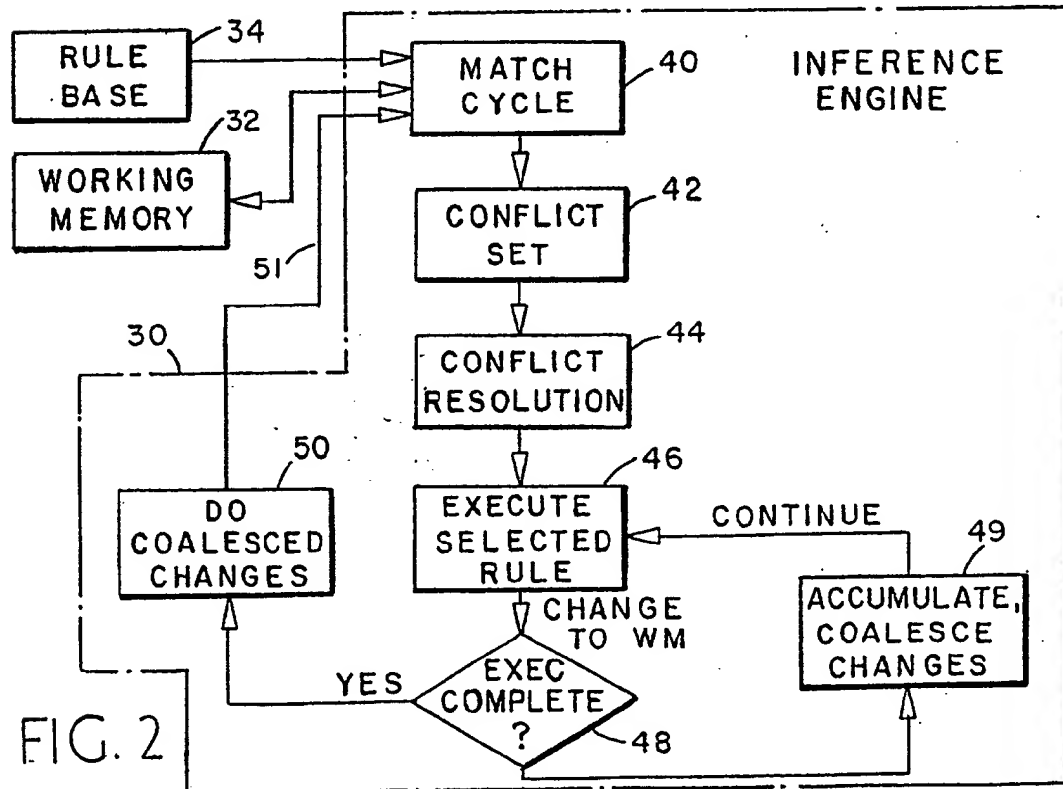 RULE
BASE
34
WORKING
MEMORY
32
MATCH
CYCLE
40
INFERENCE
ENGINE
CONFLICT
SET
42
51
30
CONFLICT
RESOLUTION
44
DO
COALESCED
CHANGES
50
EXECUTE
SELECTED
RULE
46
CONTINUE
49
ACCUMULATE,
COALESCE
CHANGES
CHANGE
TO WM
YES
EXEC
COMPLETE
?
48
FIG. 2